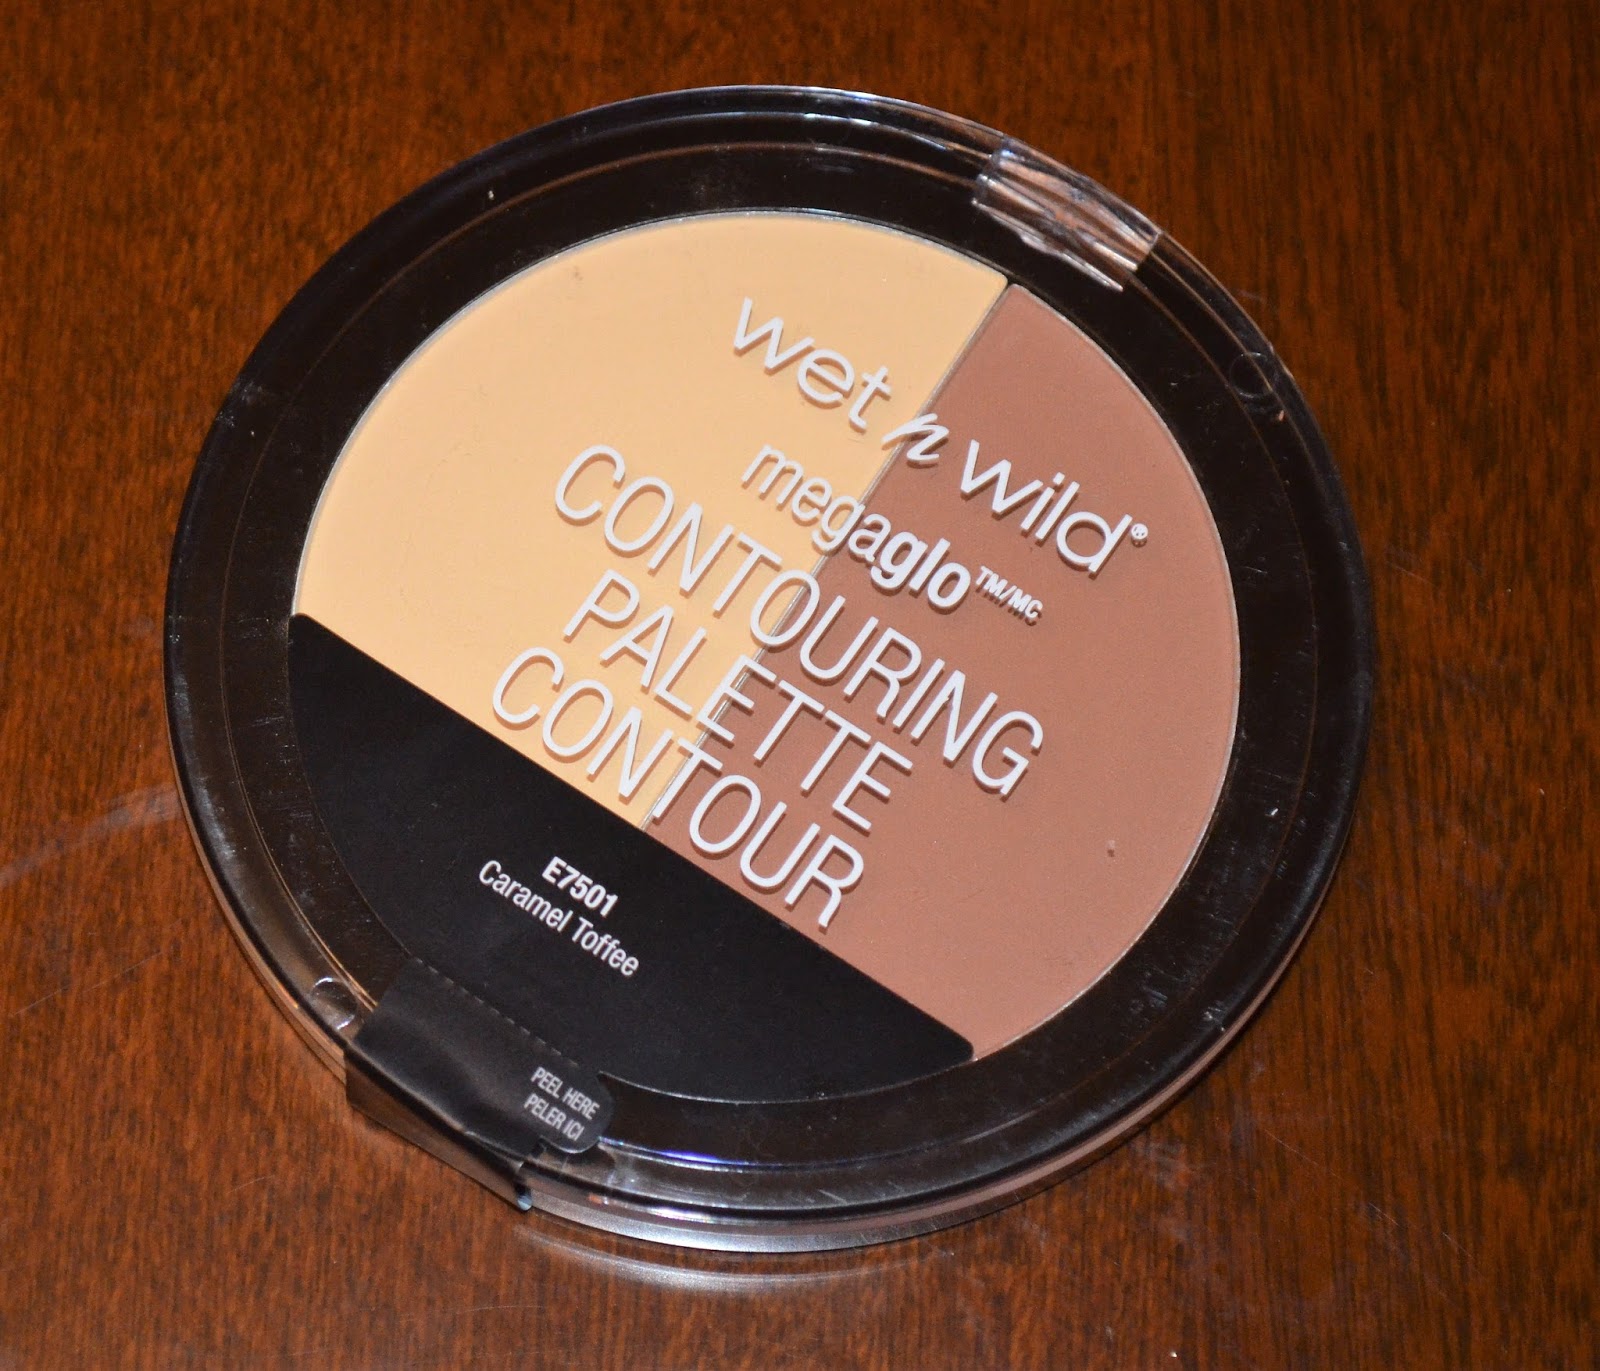 wet n wild®
megaglo™/MC
CONTOURING
PALETTE
CONTOUR
E7501
Caramel Toffee
PEEL HERE
PELER ICI